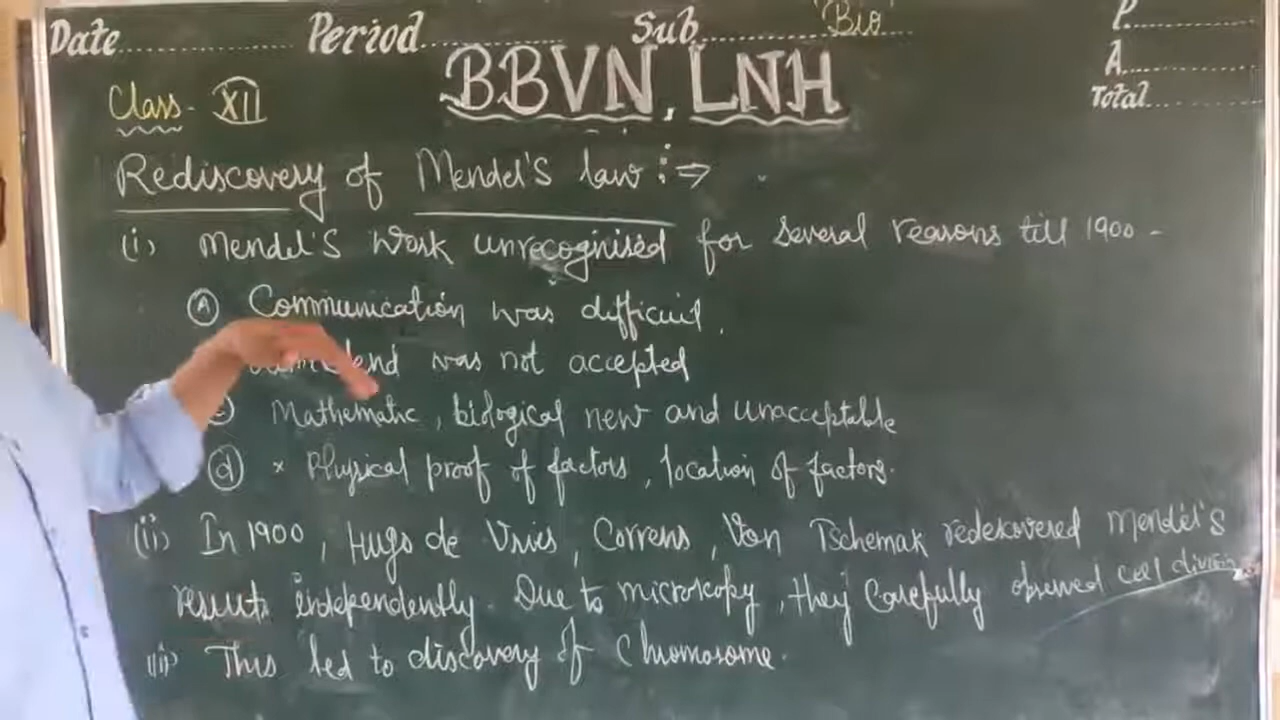 Date Period Sub Bio P.
A.
Total
BBVN, LNH
Class - XII
Rediscovery of Mendel's law :⇒
(i) Mendel's Work unrecognised for several reasons till 1900 -
(A) Communication was difficult.
was not accepted
Mathematic, biological new and unacceptable
(d) × Physical proof of factors, location of factors.
(ii) In 1900, Hugo de Vries, Correns, Von Tschemak rediscovered Mendel's
results independently. Due to microscopy, they carefully observed cell division
(iii) This led to discovery of Chromosome.